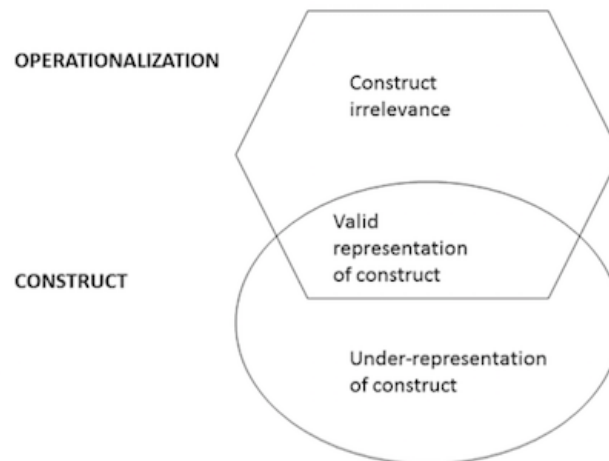 OPERATIONALIZATION
Construct
irrelevance
Valid
representation
of construct
CONSTRUCT
Under-representation
of construct